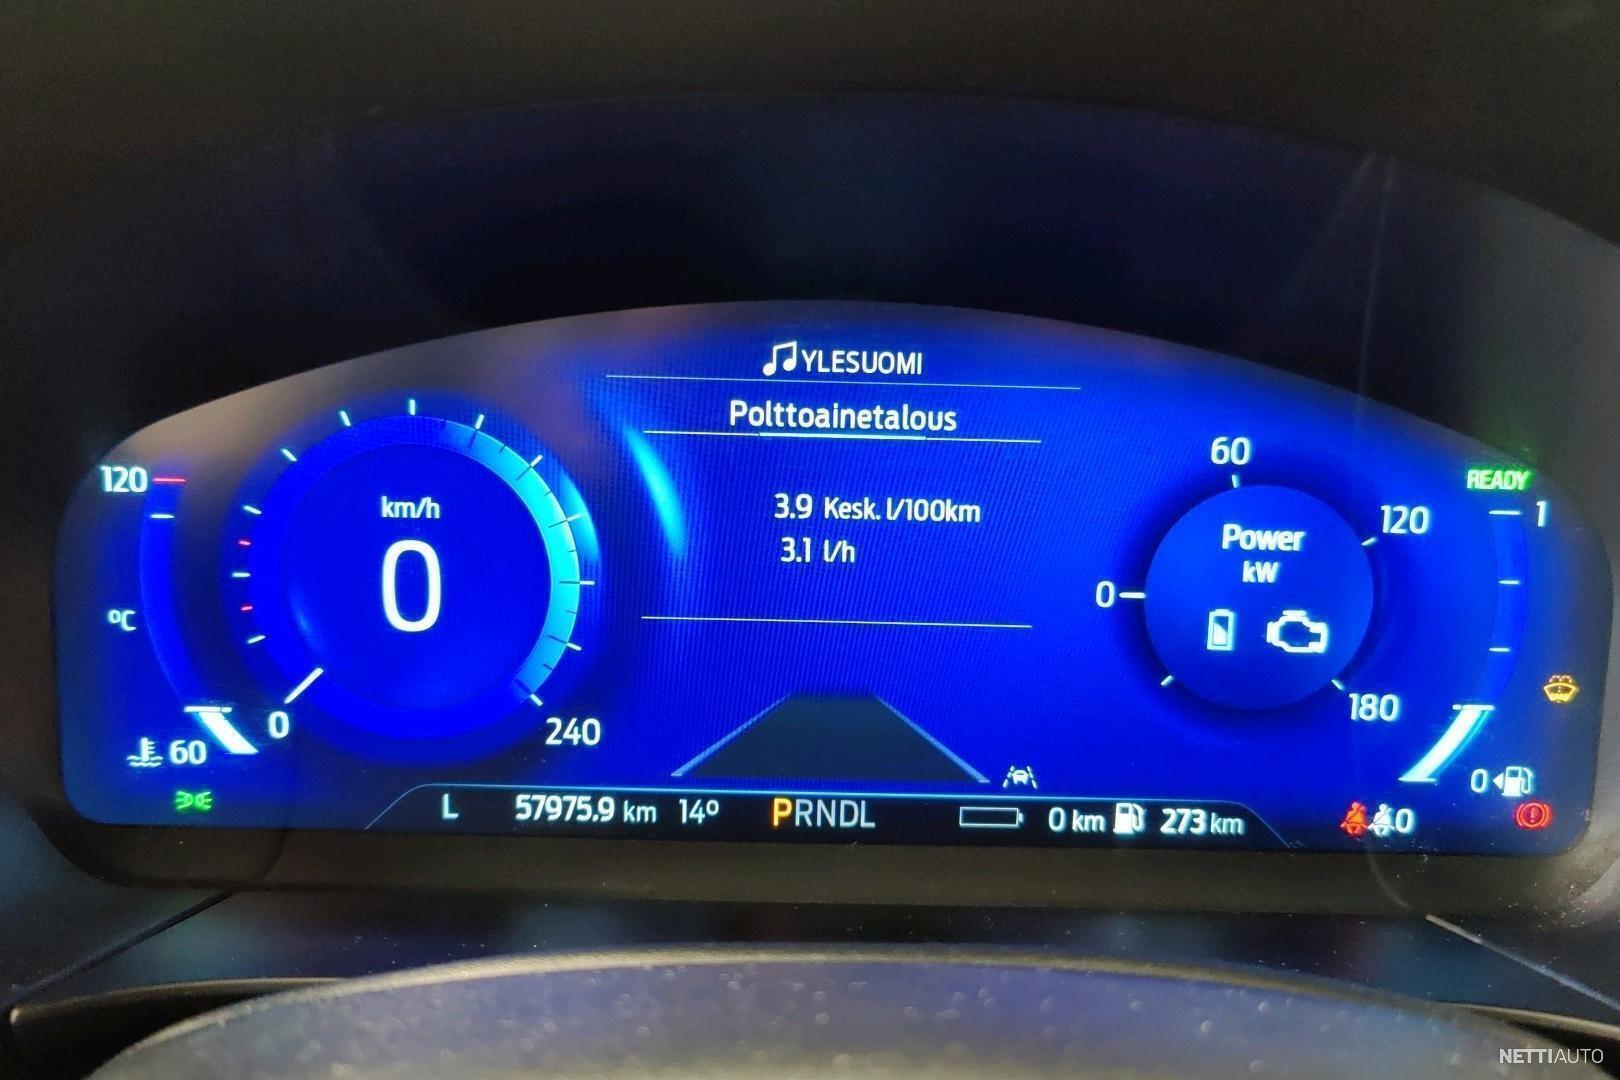 YLESUOMI
Polttoainetalous
3.9 Kesk. l/100km
3.1 l/h
120
°C
60
km/h
0
0
240
60
120
0
180
Power
kW
READY
1
0
L 57975.9 km 14° PRNDL 0 km 273 km 0
NETTIAUTO